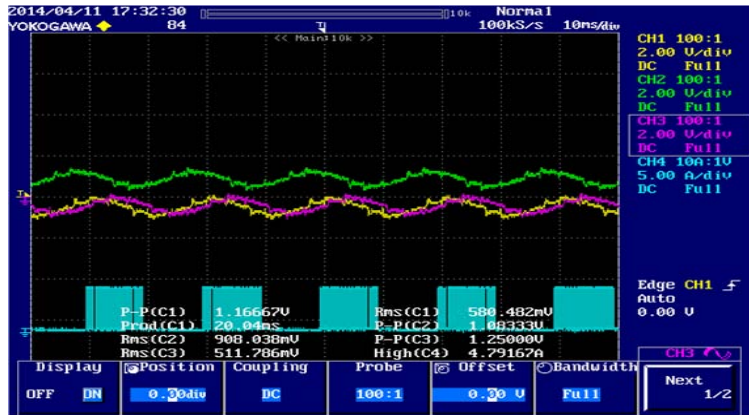 2014/04/11 17:32:30 10k Normal
YOKOGAWA 84 100kS/s 10ms/div
<< Main:10k >>
CH1 100:1
2.00 V/div
DC Full
CH2 100:1
2.00 V/div
DC Full
CH3 100:1
2.00 V/div
DC Full
CH4 10A:1V
5.00 A/div
DC Full
Edge CH1
Auto
0.00 V
P-P(C1) 1.16667V Rms(C1) 580.482mV
Prod(C1) 20.04ms P-P(C2) 1.08333V
Rms(C2) 908.038mV P-P(C3) 1.25000V
Rms(C3) 511.786mV High(C4) 4.79167A
CH3
Display Position Coupling Probe Offset Bandwidth
OFF ON 0.00div DC 100:1 0.00 V Full
Next
1/2